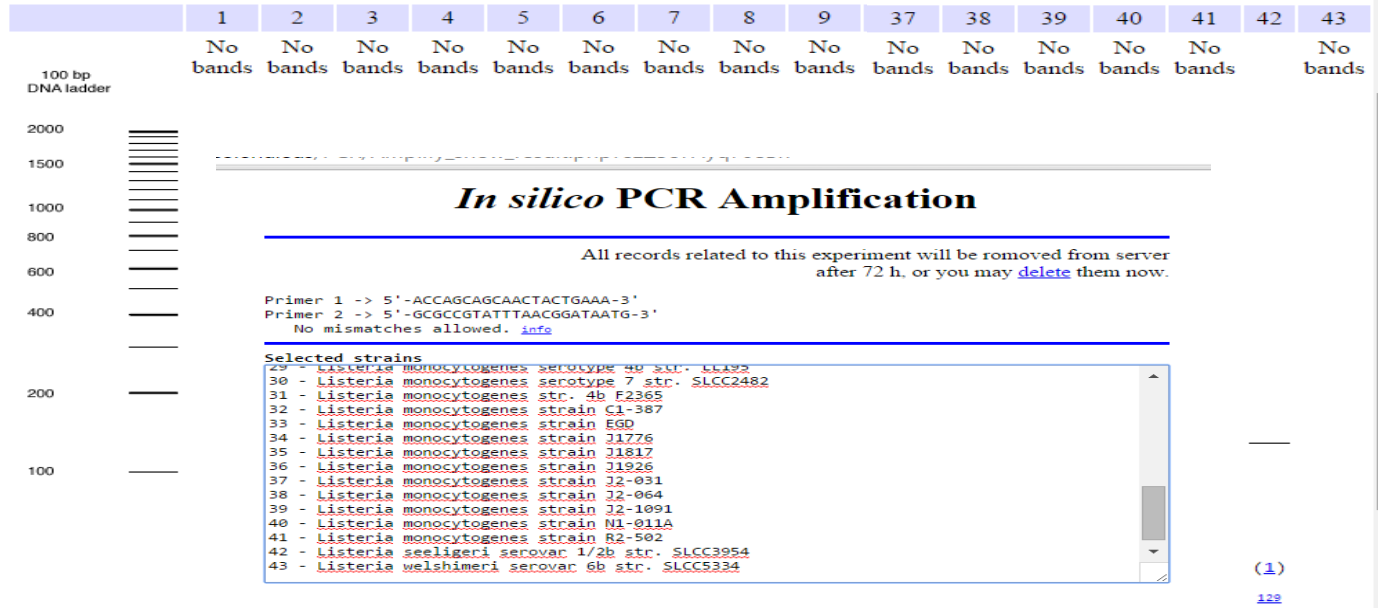 1 2 3 4 5 6 7 8 9 37 38 39 40 41 42 43
No No No No No No No No No No No No No No No
bands bands bands bands bands bands bands bands bands bands bands bands bands bands bands
100 bp
DNA ladder
2000
1500
1000
800
600
400
200
100
In silico PCR Amplification
All records related to this experiment will be romoved from server
after 72 h, or you may delete them now.
Primer 1 -> 5'-ACCAGCAGCAACTACTGAAA-3'
Primer 2 -> 5'-GCGCCGTATTTAACGGATAATG-3'
No mismatches allowed. info
Selected strains
29 - Listeria monocytogenes serotype 4b str. LL195
30 - Listeria monocytogenes serotype 7 str. SLCC2482
31 - Listeria monocytogenes str. 4b F2365
32 - Listeria monocytogenes strain C1-387
33 - Listeria monocytogenes strain EGD
34 - Listeria monocytogenes strain J1776
35 - Listeria monocytogenes strain J1817
36 - Listeria monocytogenes strain J1926
37 - Listeria monocytogenes strain J2-031
38 - Listeria monocytogenes strain J2-064
39 - Listeria monocytogenes strain J2-1091
40 - Listeria monocytogenes strain N1-011A
41 - Listeria monocytogenes strain R2-502
42 - Listeria seeligeri serovar 1/2b str. SLCC3954
43 - Listeria welshimeri serovar 6b str. SLCC5334
(1)
129